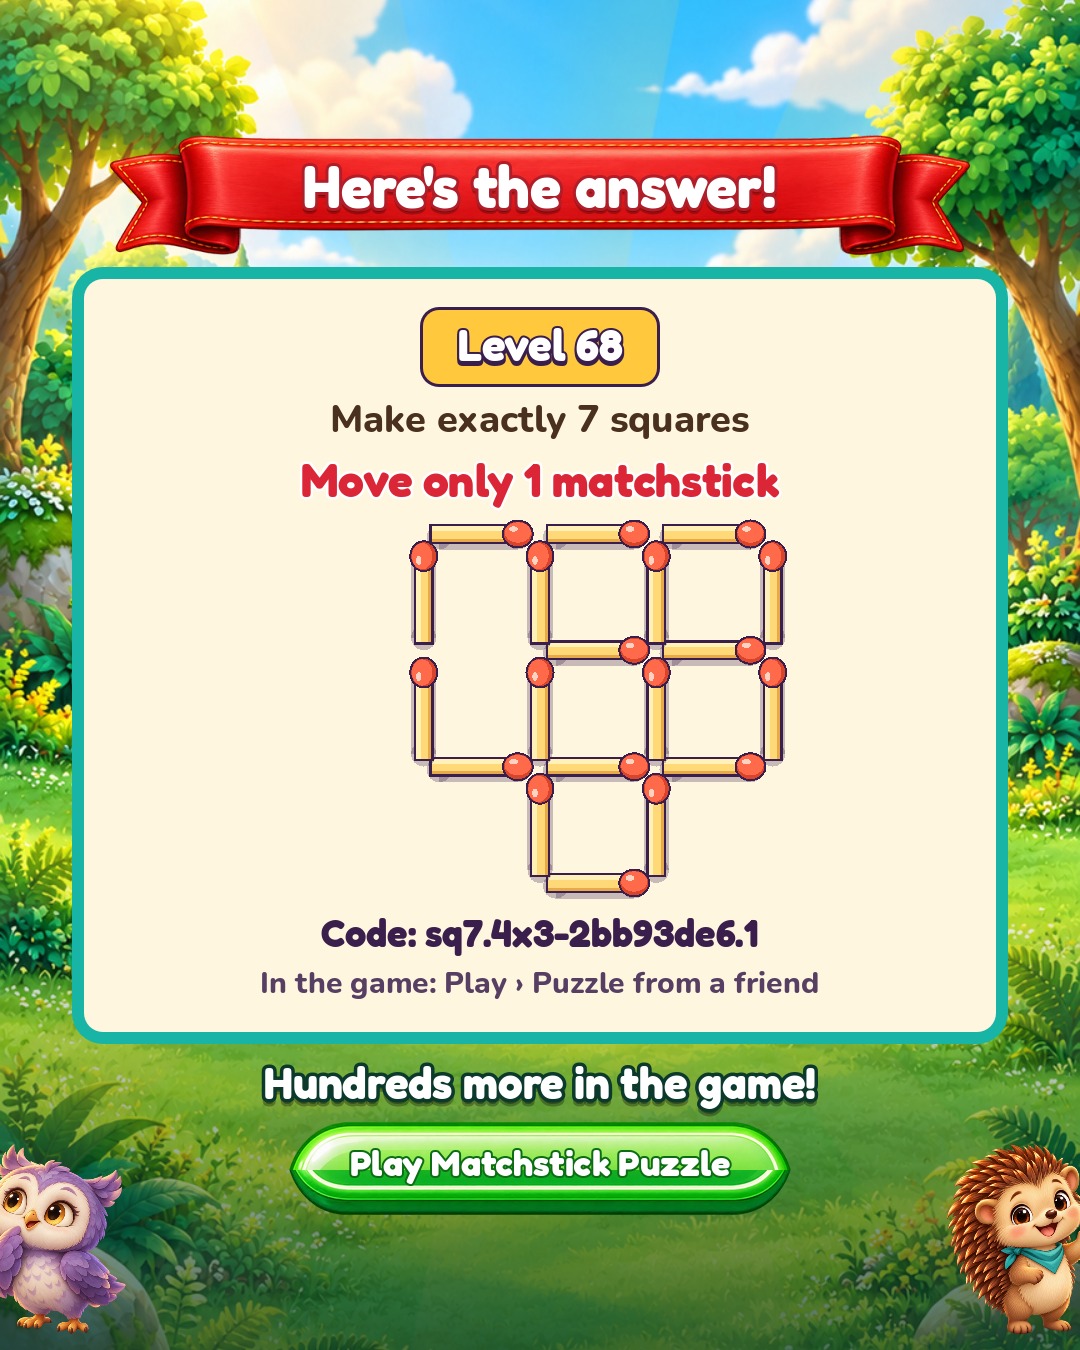 Here's the answer!
Level 68
Make exactly 7 squares
Move only 1 matchstick
Code: sq7.4x3-2bb93de6.1
In the game: Play › Puzzle from a friend
Hundreds more in the game!
Play Matchstick Puzzle